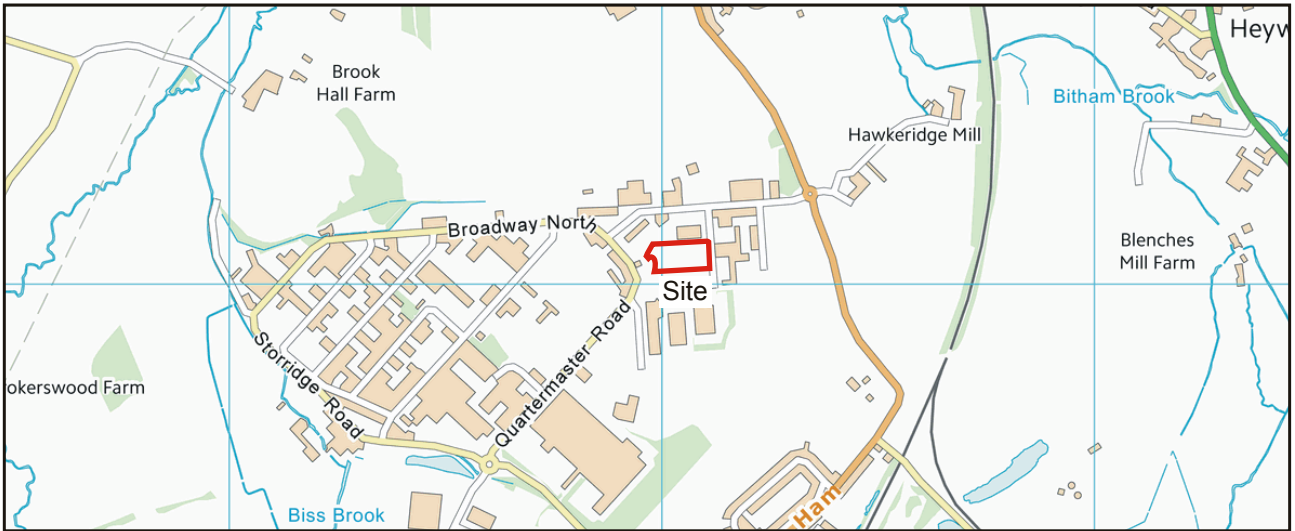 Heyw
Brook
Hall Farm
Bitham Brook
Hawkeridge Mill
Broadway North
Blenches
Mill Farm
Site
Storridge Road
Quartermaster Road
okerswood Farm
Ham
Biss Brook